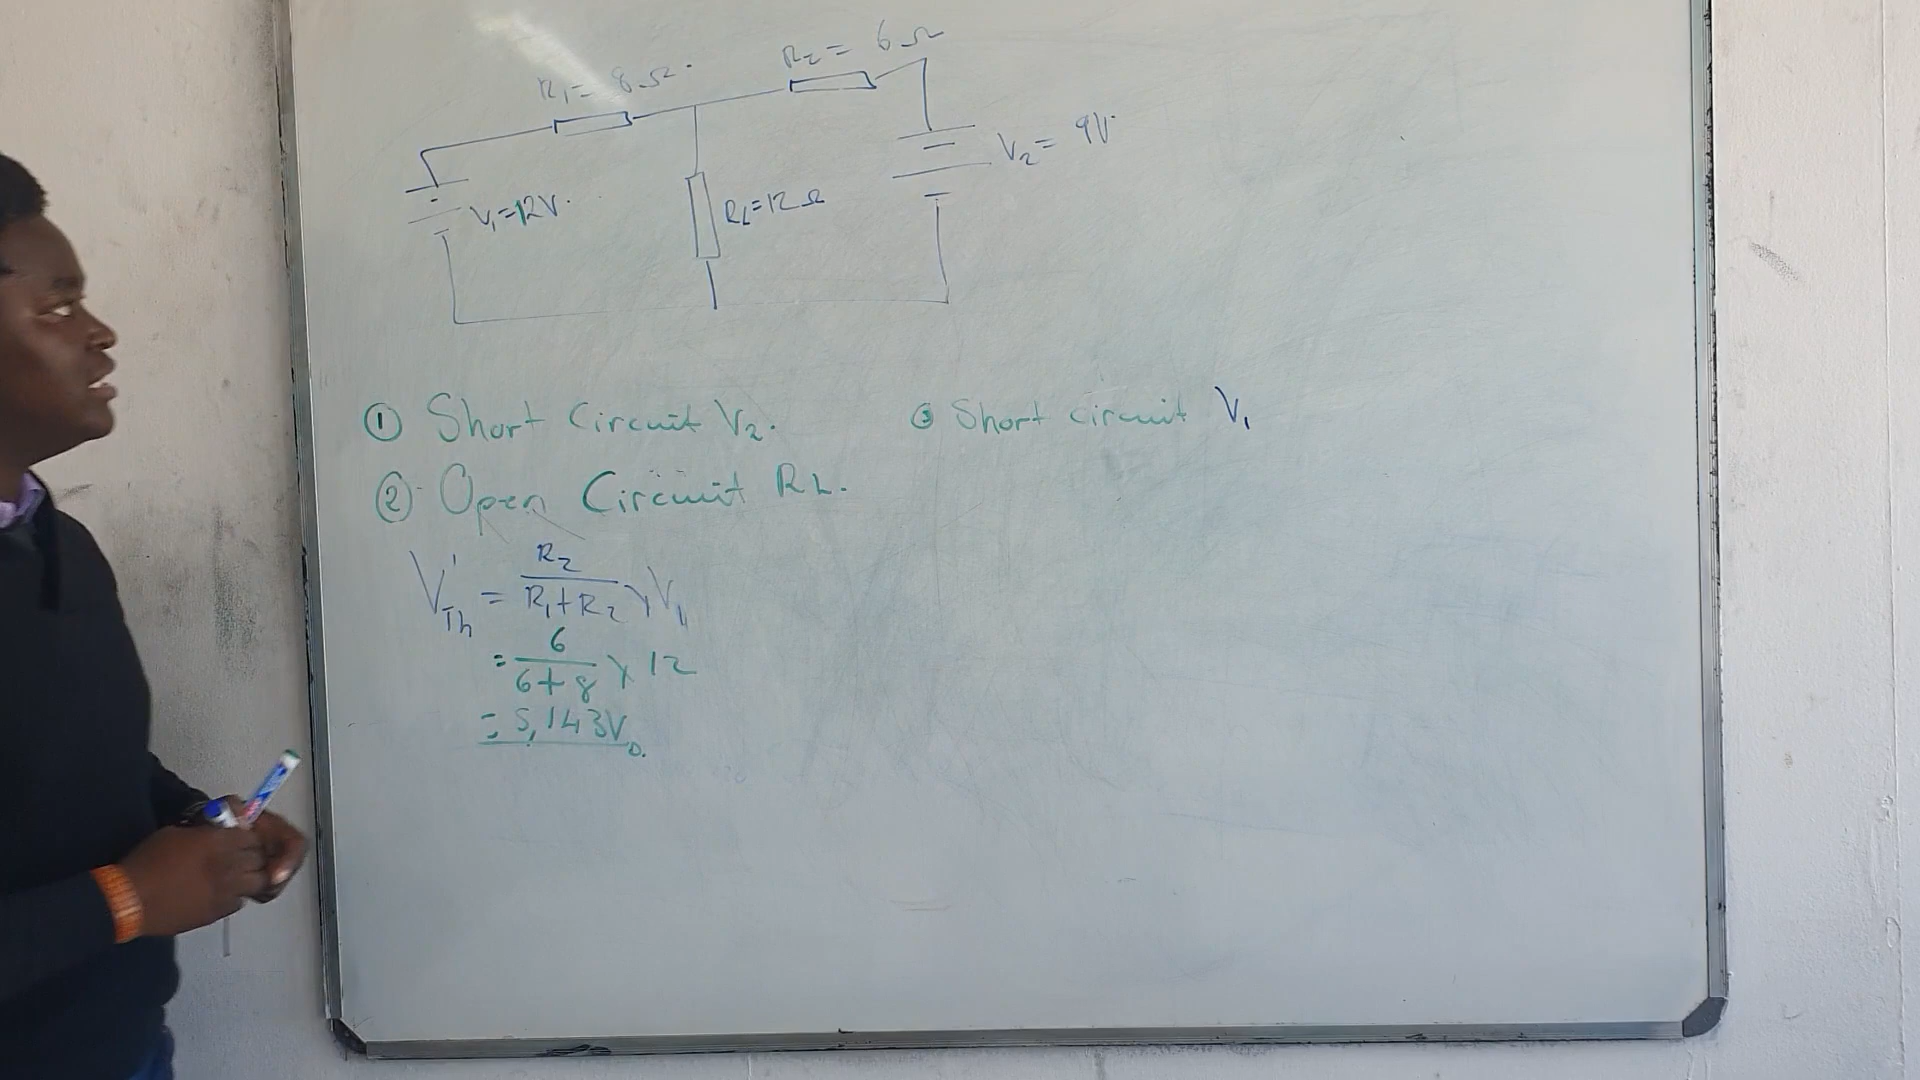 R₁= 8Ω.
R₂= 6Ω
V₁=12V.
RL=12Ω
V₂= 9V
① Short Circuit V₂.
② Open Circuit RL.
V'Th = R₂/(R₁+R₂) × V₁
= 6/(6+8) × 12
= 5,143V
③ Short circuit V₁